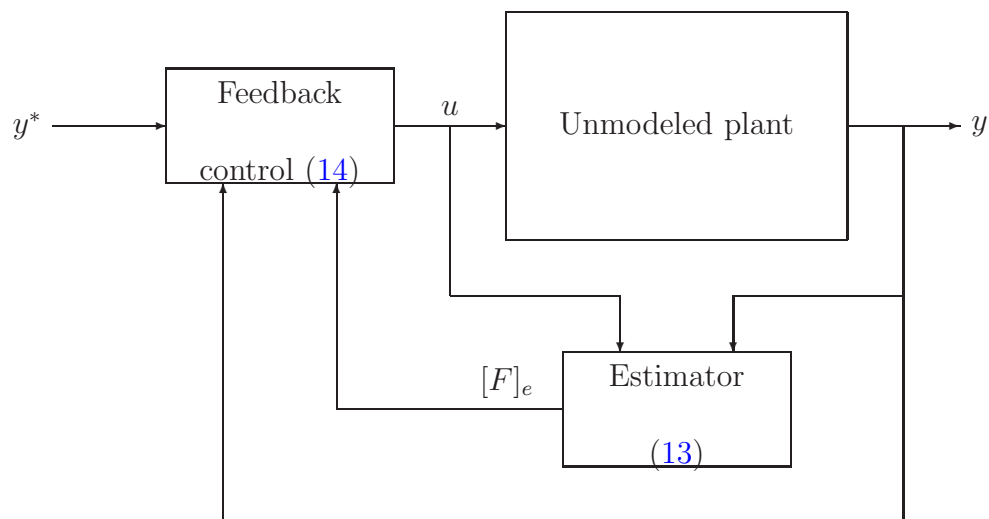 Feedback
control (14)
y*
u
Unmodeled plant
y
[F]e
Estimator
(13)